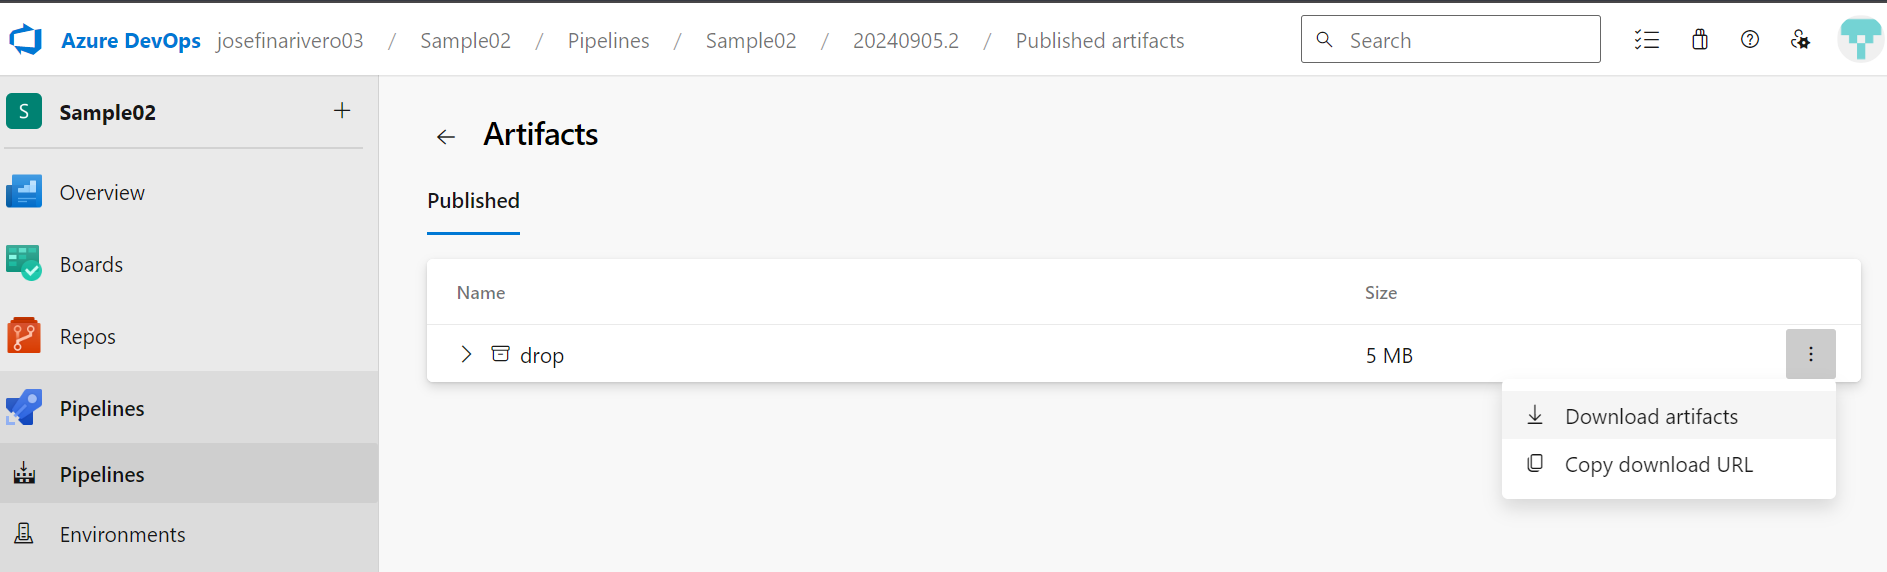 Azure DevOps josefinarivero03 / Sample02 / Pipelines / Sample02 / 20240905.2 / Published artifacts
Search
S Sample02
Overview
Boards
Repos
Pipelines
Pipelines
Environments
Artifacts
Published
Name Size
drop 5 MB
Download artifacts
Copy download URL